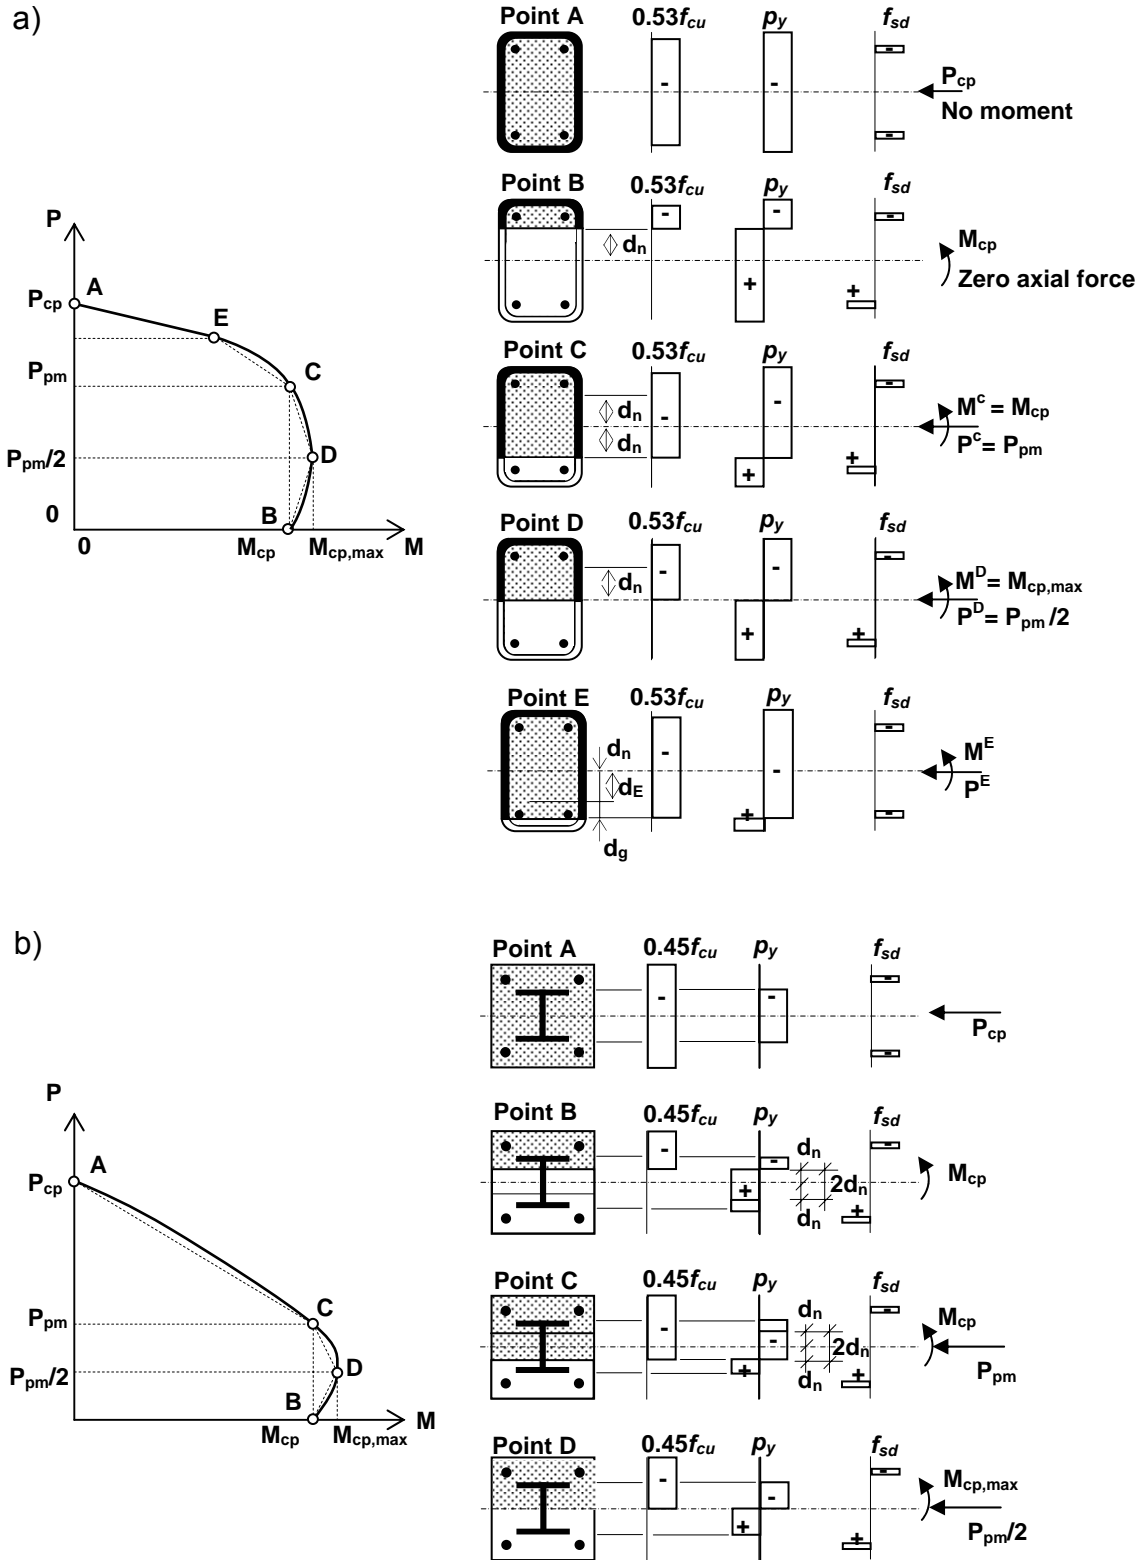 a)
Point A 0.53fcu py fsd
-
-
-
-
Pcp
No moment
Point B 0.53fcu py fsd
-
-
-
dn
+
+
Mcp
Zero axial force
P
Pcp
A
E
Ppm
C
Ppm/2
D
0
B
0
Mcp Mcp,max M
Point C 0.53fcu py fsd
-
-
-
dn
dn
+
+
Mc = Mcp
Pc = Ppm
Point D 0.53fcu py fsd
-
-
-
dn
+
+
MD = Mcp,max
PD = Ppm /2
Point E 0.53fcu py fsd
dn
-
-
-
-
dE
+
dg
ME
PE
b)
Point A 0.45fcu py fsd
-
-
-
-
Pcp
Point B 0.45fcu py fsd
-
-
-
dn
2dn
dn
+
+
Mcp
P
A
Pcp
Ppm
C
Ppm/2
D
B
Mcp Mcp,max M
Point C 0.45fcu py fsd
-
-
-
dn
2dn
dn
+
+
Mcp
Ppm
Point D 0.45fcu py fsd
-
-
-
+
+
Mcp,max
Ppm/2